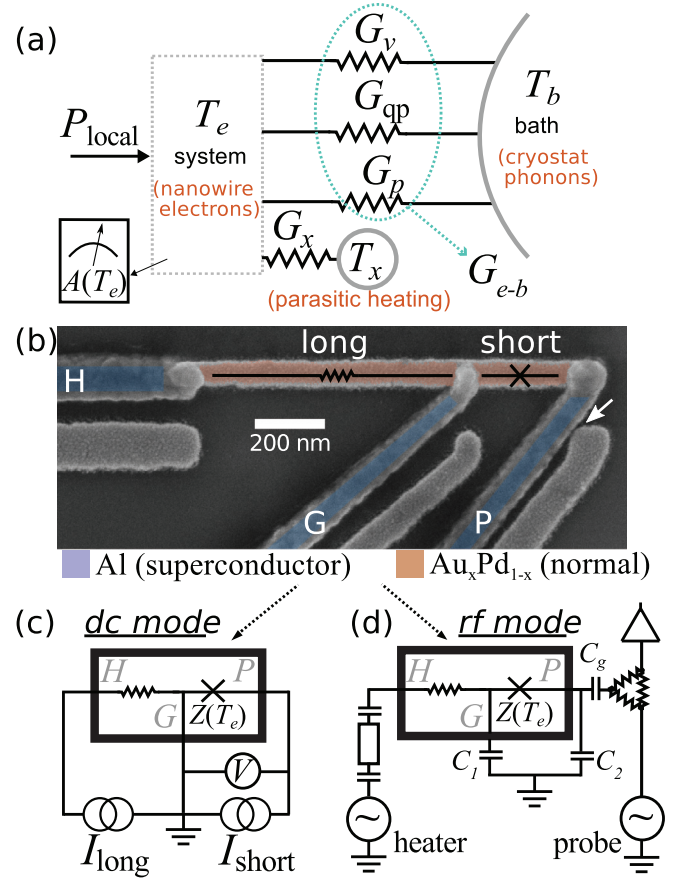 (a)
G_v
G_qp
T_e
T_b
P_local
system
bath
(nanowire
electrons)
(cryostat
phonons)
G_p
G_x
T_x
A(T_e)
(parasitic heating)
G_e-b
(b)
long
short
H
200 nm
G
P
Al (superconductor)
Au_xPd_1-x (normal)
(c)
dc mode
H
P
G
Z(T_e)
V
I_long
I_short
(d)
rf mode
H
P
G
Z(T_e)
C_g
C_1
C_2
~
heater
~
probe